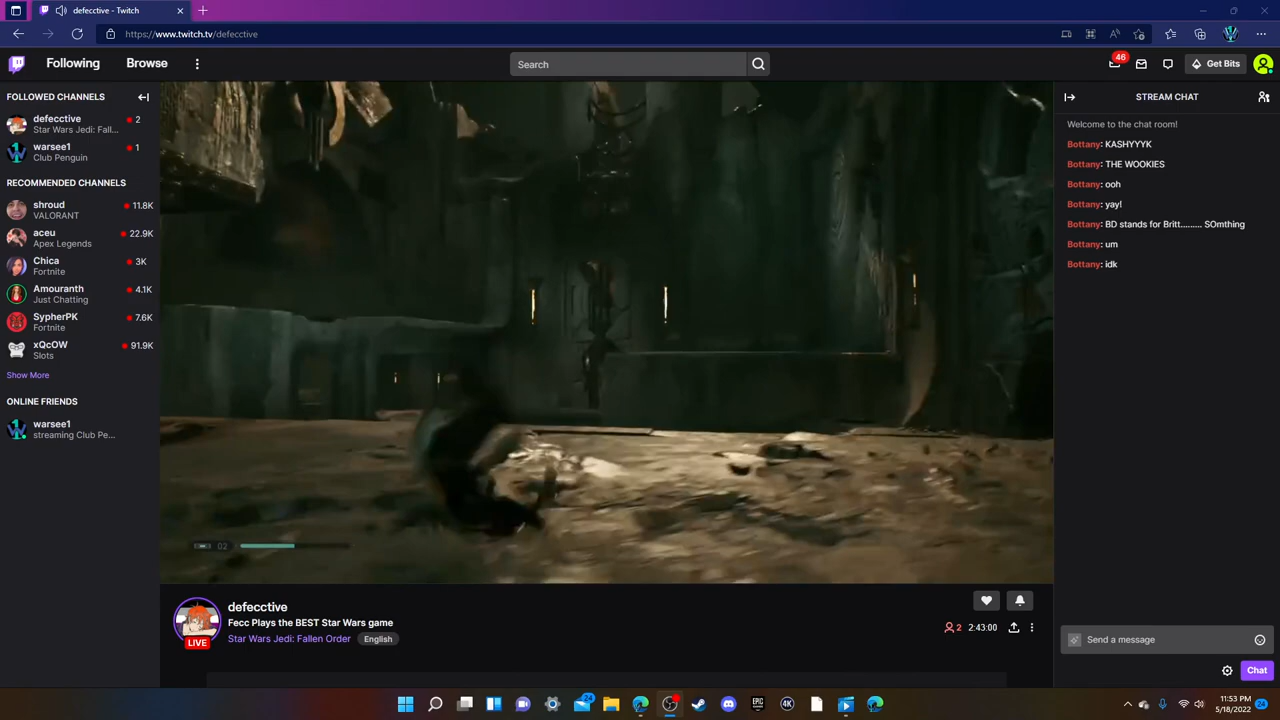 defecctive - Twitch
https://www.twitch.tv/defecctive
Following
Browse
Search
46
Get Bits
FOLLOWED CHANNELS
defecctive
2
Star Wars Jedi: Fall...
warsee1
1
Club Penguin
RECOMMENDED CHANNELS
shroud
11.8K
VALORANT
aceu
22.9K
Apex Legends
Chica
3K
Fortnite
Amouranth
4.1K
Just Chatting
SypherPK
7.6K
Fortnite
xQcOW
91.9K
Slots
Show More
ONLINE FRIENDS
warsee1
streaming Club Pe...
02
defecctive
Fecc Plays the BEST Star Wars game
Star Wars Jedi: Fallen Order English
LIVE
2 2:43:00
STREAM CHAT
Welcome to the chat room!
Bottany: KASHYYYK
Bottany: THE WOOKIES
Bottany: ooh
Bottany: yay!
Bottany: BD stands for Britt......... SOmthing
Bottany: um
Bottany: idk
Send a message
Chat
24
EPIC
4K
11:53 PM
5/18/2022
24